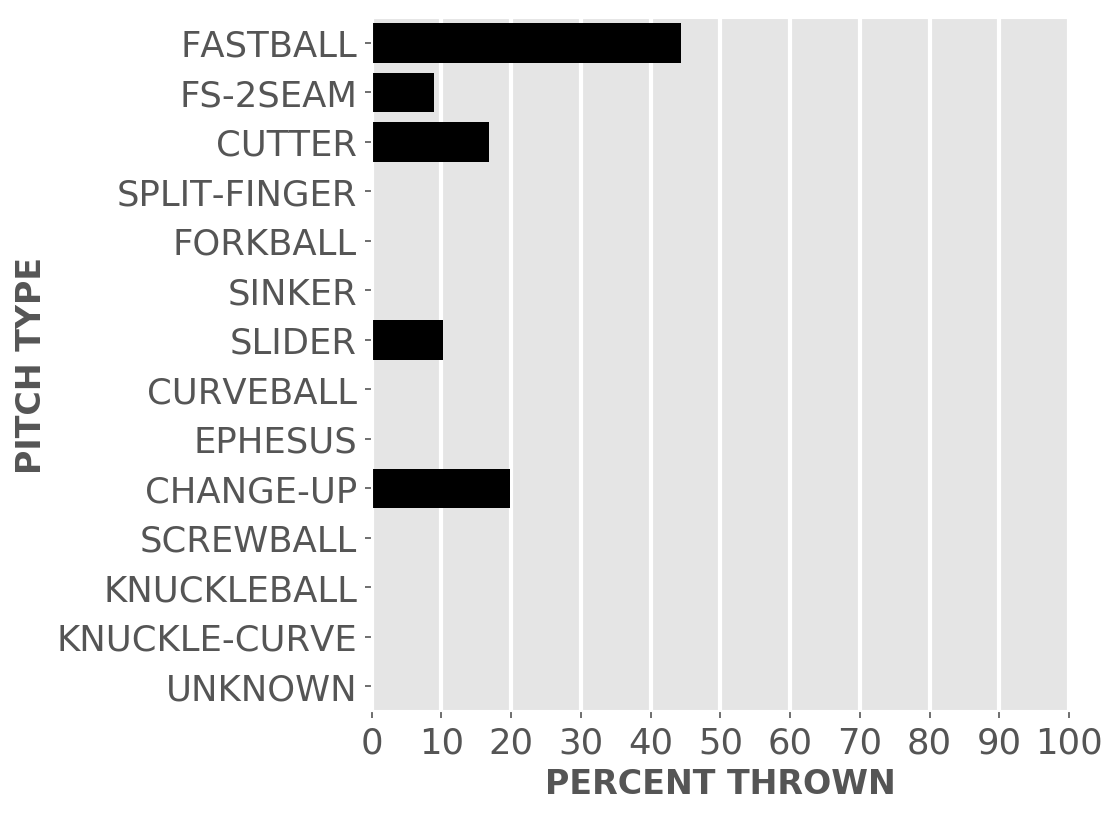 PITCH TYPE
FASTBALL
FS-2SEAM
CUTTER
SPLIT-FINGER
FORKBALL
SINKER
SLIDER
CURVEBALL
EPHESUS
CHANGE-UP
SCREWBALL
KNUCKLEBALL
KNUCKLE-CURVE
UNKNOWN
0 10 20 30 40 50 60 70 80 90 100
PERCENT THROWN